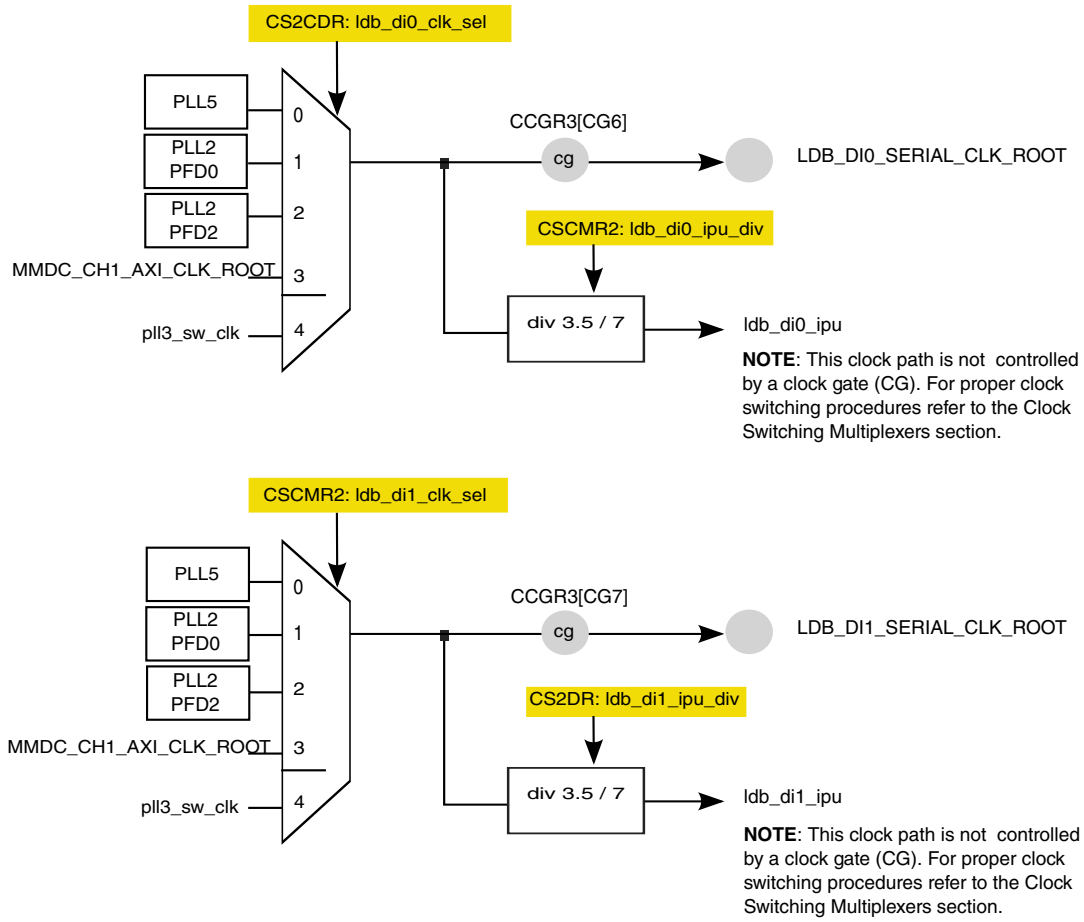 CS2CDR: ldb_di0_clk_sel
PLL5
0
CCGR3[CG6]
PLL2
PFD0
1
cg
LDB_DI0_SERIAL_CLK_ROOT
PLL2
PFD2
2
CSCMR2: ldb_di0_ipu_div
MMDC_CH1_AXI_CLK_ROOT
3
pll3_sw_clk
4
div 3.5 / 7
ldb_di0_ipu
NOTE: This clock path is not controlled
by a clock gate (CG). For proper clock
switching procedures refer to the Clock
Switching Multiplexers section.
CSCMR2: ldb_di1_clk_sel
PLL5
0
CCGR3[CG7]
PLL2
PFD0
1
cg
LDB_DI1_SERIAL_CLK_ROOT
PLL2
PFD2
2
CS2DR: ldb_di1_ipu_div
MMDC_CH1_AXI_CLK_ROOT
3
pll3_sw_clk
4
div 3.5 / 7
ldb_di1_ipu
NOTE: This clock path is not controlled
by a clock gate (CG). For proper clock
switching procedures refer to the Clock
Switching Multiplexers section.